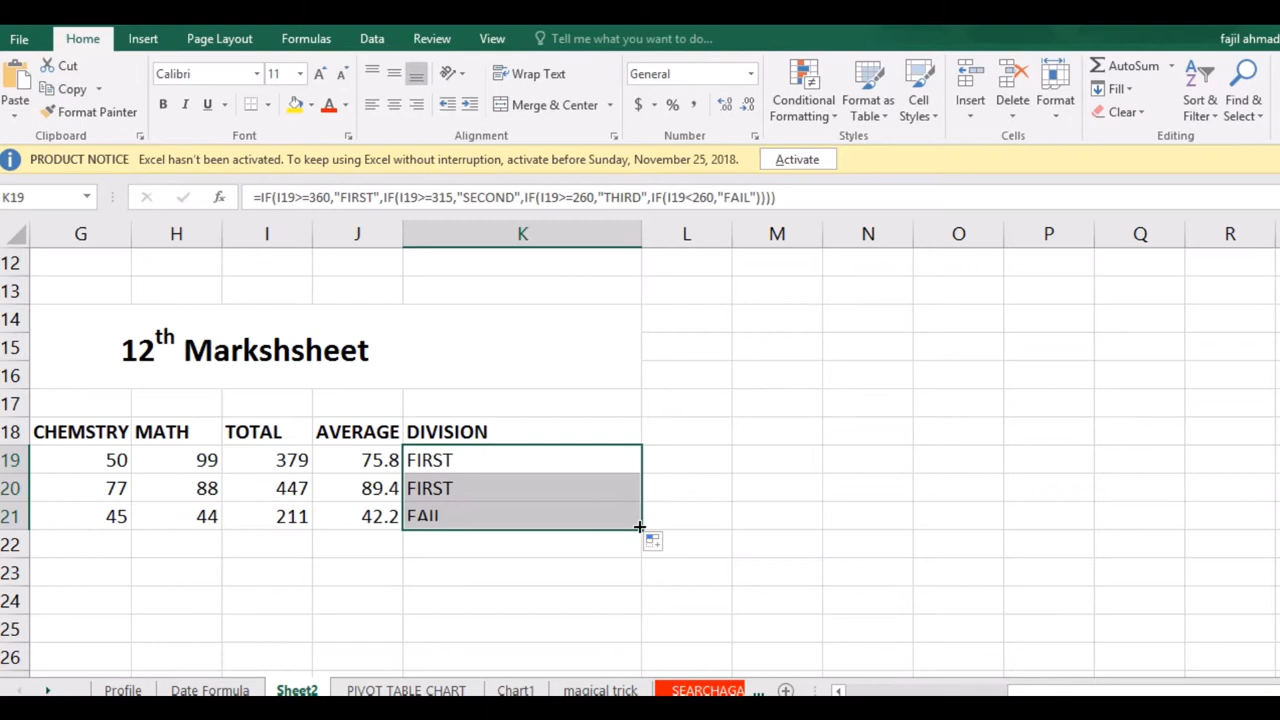 File Home Insert Page Layout Formulas Data Review View Tell me what you want to do... fajil ahmad
Cut
Copy
Format Painter
Paste
Clipboard
Calibri 11
B I U
Font
Wrap Text
Merge & Center
Alignment
General
$ % ,
Number
Conditional Formatting
Format as Table
Cell Styles
Styles
Insert Delete Format
Cells
AutoSum
Fill
Clear
Sort & Filter
Find & Select
Editing
PRODUCT NOTICE Excel hasn't been activated. To keep using Excel without interruption, activate before Sunday, November 25, 2018. Activate
K19 fx =IF(I19>=360,"FIRST",IF(I19>=315,"SECOND",IF(I19>=260,"THIRD",IF(I19<260,"FAIL"))))
G H I J K L M N O P Q R
12
13
14
15 12th Markshsheet
16
17
18 CHEMSTRY MATH TOTAL AVERAGE DIVISION
19 50 99 379 75.8 FIRST
20 77 88 447 89.4 FIRST
21 45 44 211 42.2 FAIL
22
23
24
25
26
Profile Date Formula Sheet2 PIVOT TABLE CHART Chart1 magical trick SEARCHAGA ...